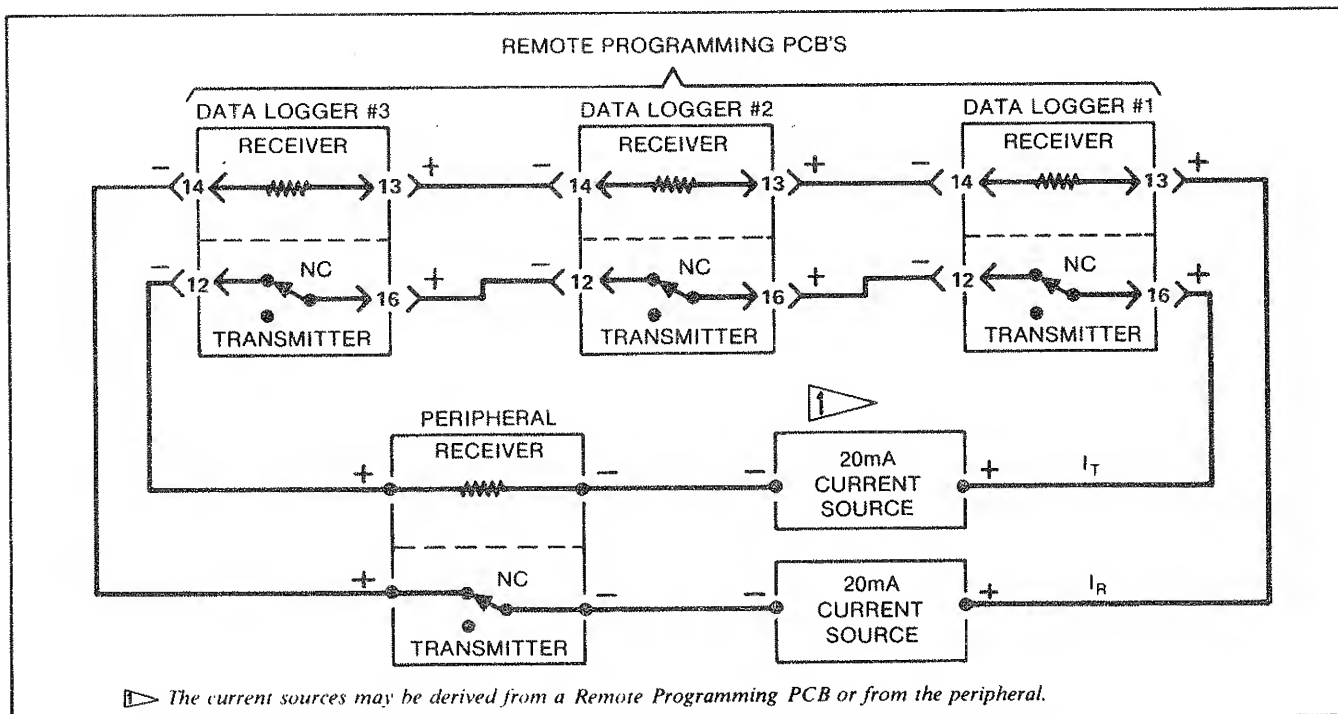 REMOTE PROGRAMMING PCB'S
DATA LOGGER #3 DATA LOGGER #2 DATA LOGGER #1
RECEIVER RECEIVER RECEIVER
− 14 13 + − 14 13 + − 14 13 +
− 12 NC 16 + − 12 NC 16 + − 12 NC 16 +
TRANSMITTER TRANSMITTER TRANSMITTER
1
PERIPHERAL
RECEIVER
+ − − 20mA CURRENT SOURCE + I_T
+ NC − − 20mA CURRENT SOURCE + I_R
TRANSMITTER
1 The current sources may be derived from a Remote Programming PCB or from the peripheral.